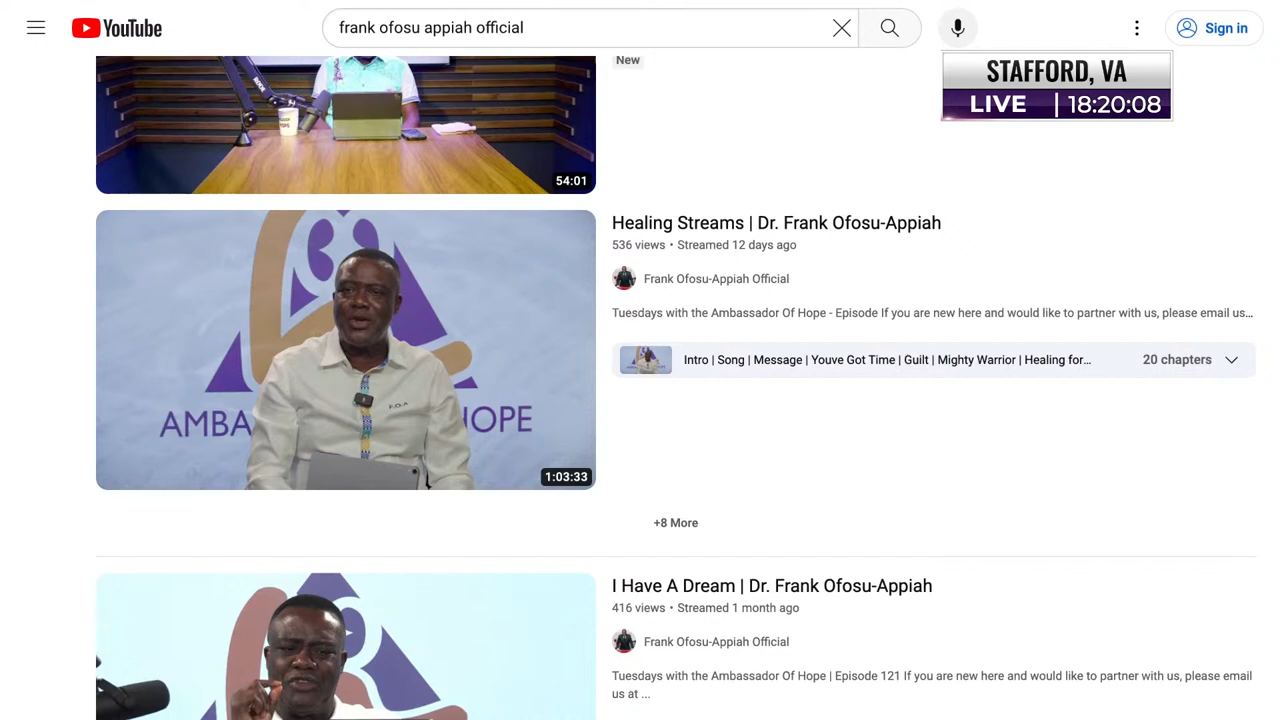 YouTube
frank ofosu appiah official
Sign in
STAFFORD, VA
LIVE | 18:20:08
New
54:01
Healing Streams | Dr. Frank Ofosu-Appiah
536 views • Streamed 12 days ago
Frank Ofosu-Appiah Official
Tuesdays with the Ambassador Of Hope - Episode If you are new here and would like to partner with us, please email us...
Intro | Song | Message | Youve Got Time | Guilt | Mighty Warrior | Healing for...
20 chapters
F.O.A
AMBA
HOPE
1:03:33
+8 More
I Have A Dream | Dr. Frank Ofosu-Appiah
416 views • Streamed 1 month ago
Frank Ofosu-Appiah Official
Tuesdays with the Ambassador Of Hope | Episode 121 If you are new here and would like to partner with us, please email
us at ...